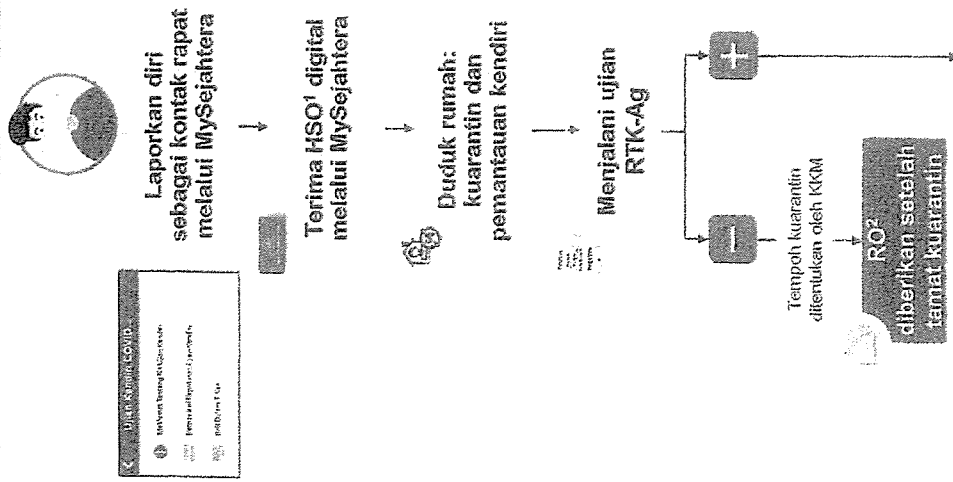 Laporkan diri
sebagai kontak rapat
melalui MySejahtera
Terima HSO¹ digital
melalui MySejahtera
Duduk rumah:
kuarantin dan
pemantauan kendiri
Menjalani ujian
RTK-Ag
Tempoh kuarantin
ditentukan oleh KKM
RO²
diberikan setelah
tamat kuarantin